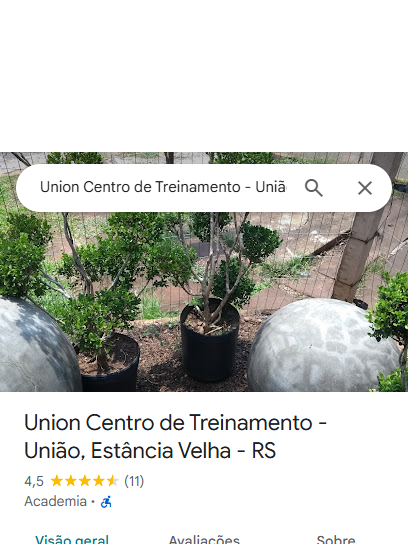 Union Centro de Treinamento - Uniã
Union Centro de Treinamento -
União, Estância Velha - RS
4,5 (11)
Academia ·
Visão geral Avaliações Sobre